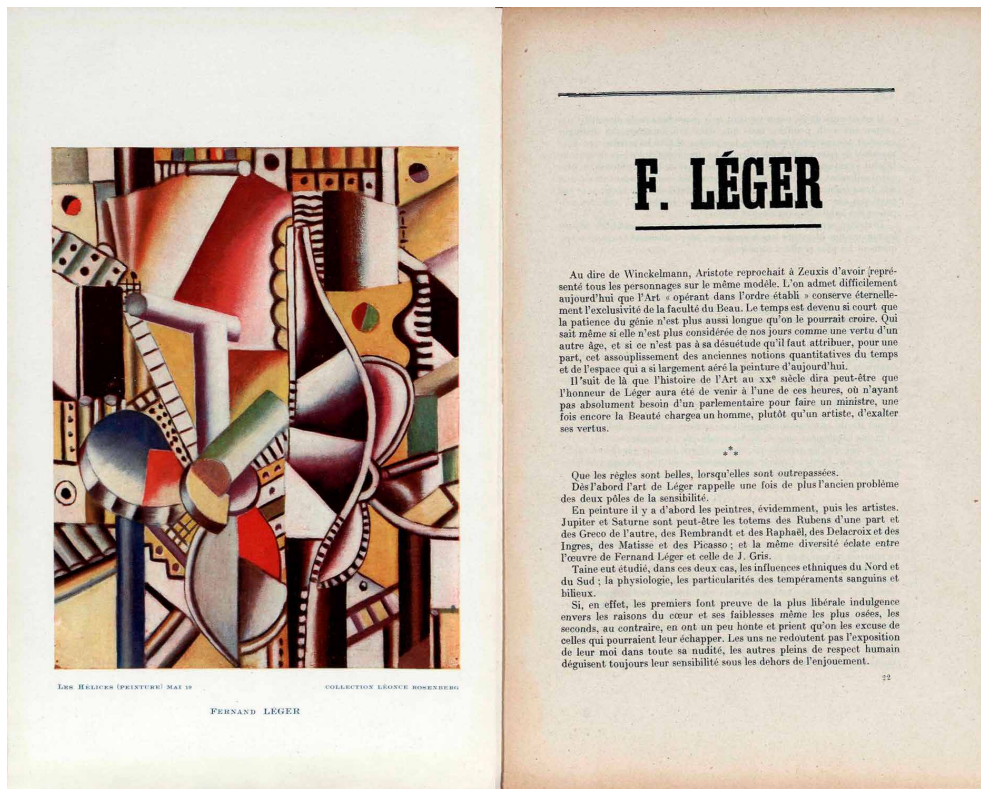 LES HÉLICES (PEINTURE) MAI 19
COLLECTION LÉONCE ROSENBERG
FERNAND LÉGER
F. LÉGER
Au dire de Winckelmann, Aristote reprochait à Zeuxis d'avoir repré-
senté tous les personnages sur le même modèle. L'on admet difficilement
aujourd'hui que l'Art « opérant dans l'ordre établi » conserve éternelle-
ment l'exclusivité de la faculté du Beau. Le temps est devenu si court que
la patience du génie n'est plus aussi longue qu'on le pourrait croire. Qui
sait même si elle n'est plus considérée de nos jours comme une vertu d'un
autre âge, et si ce n'est pas à sa désuétude qu'il faut attribuer, pour une
part, cet assouplissement des anciennes notions quantitatives du temps
et de l'espace qui a si largement aéré la peinture d'aujourd'hui.
Il suit de là que l'histoire de l'Art au XXe siècle dira peut-être que
l'honneur de Léger aura été de venir à l'une de ces heures, où n'ayant
pas absolument besoin d'un parlementaire pour faire un ministre, une
fois encore la Beauté chargea un homme, plutôt qu'un artiste, d'exalter
ses vertus.
*
* *
Que les règles sont belles, lorsqu'elles sont outrepassées.
Dès l'abord l'art de Léger rappelle une fois de plus l'ancien problème
des deux pôles de la sensibilité.
En peinture il y a d'abord les peintres, évidemment, puis les artistes.
Jupiter et Saturne sont peut-être les totems des Rubens d'une part et
des Greco de l'autre, des Rembrandt et des Raphaël, des Delacroix et des
Ingres, des Matisse et des Picasso ; et la même diversité éclate entre
l'œuvre de Fernand Léger et celle de J. Gris.
Taine eut étudié, dans ces deux cas, les influences ethniques du Nord et
du Sud ; la physiologie, les particularités des tempéraments sanguins et
bilieux.
Si, en effet, les premiers font preuve de la plus libérale indulgence
envers les raisons du cœur et ses faiblesses même les plus osées, les
seconds, au contraire, en ont un peu honte et prient qu'on les excuse de
celles qui pourraient leur échapper. Les uns ne redoutent pas l'exposition
de leur moi dans toute sa nudité, les autres pleins de respect humain
déguisent toujours leur sensibilité sous les dehors de l'enjouement.
22